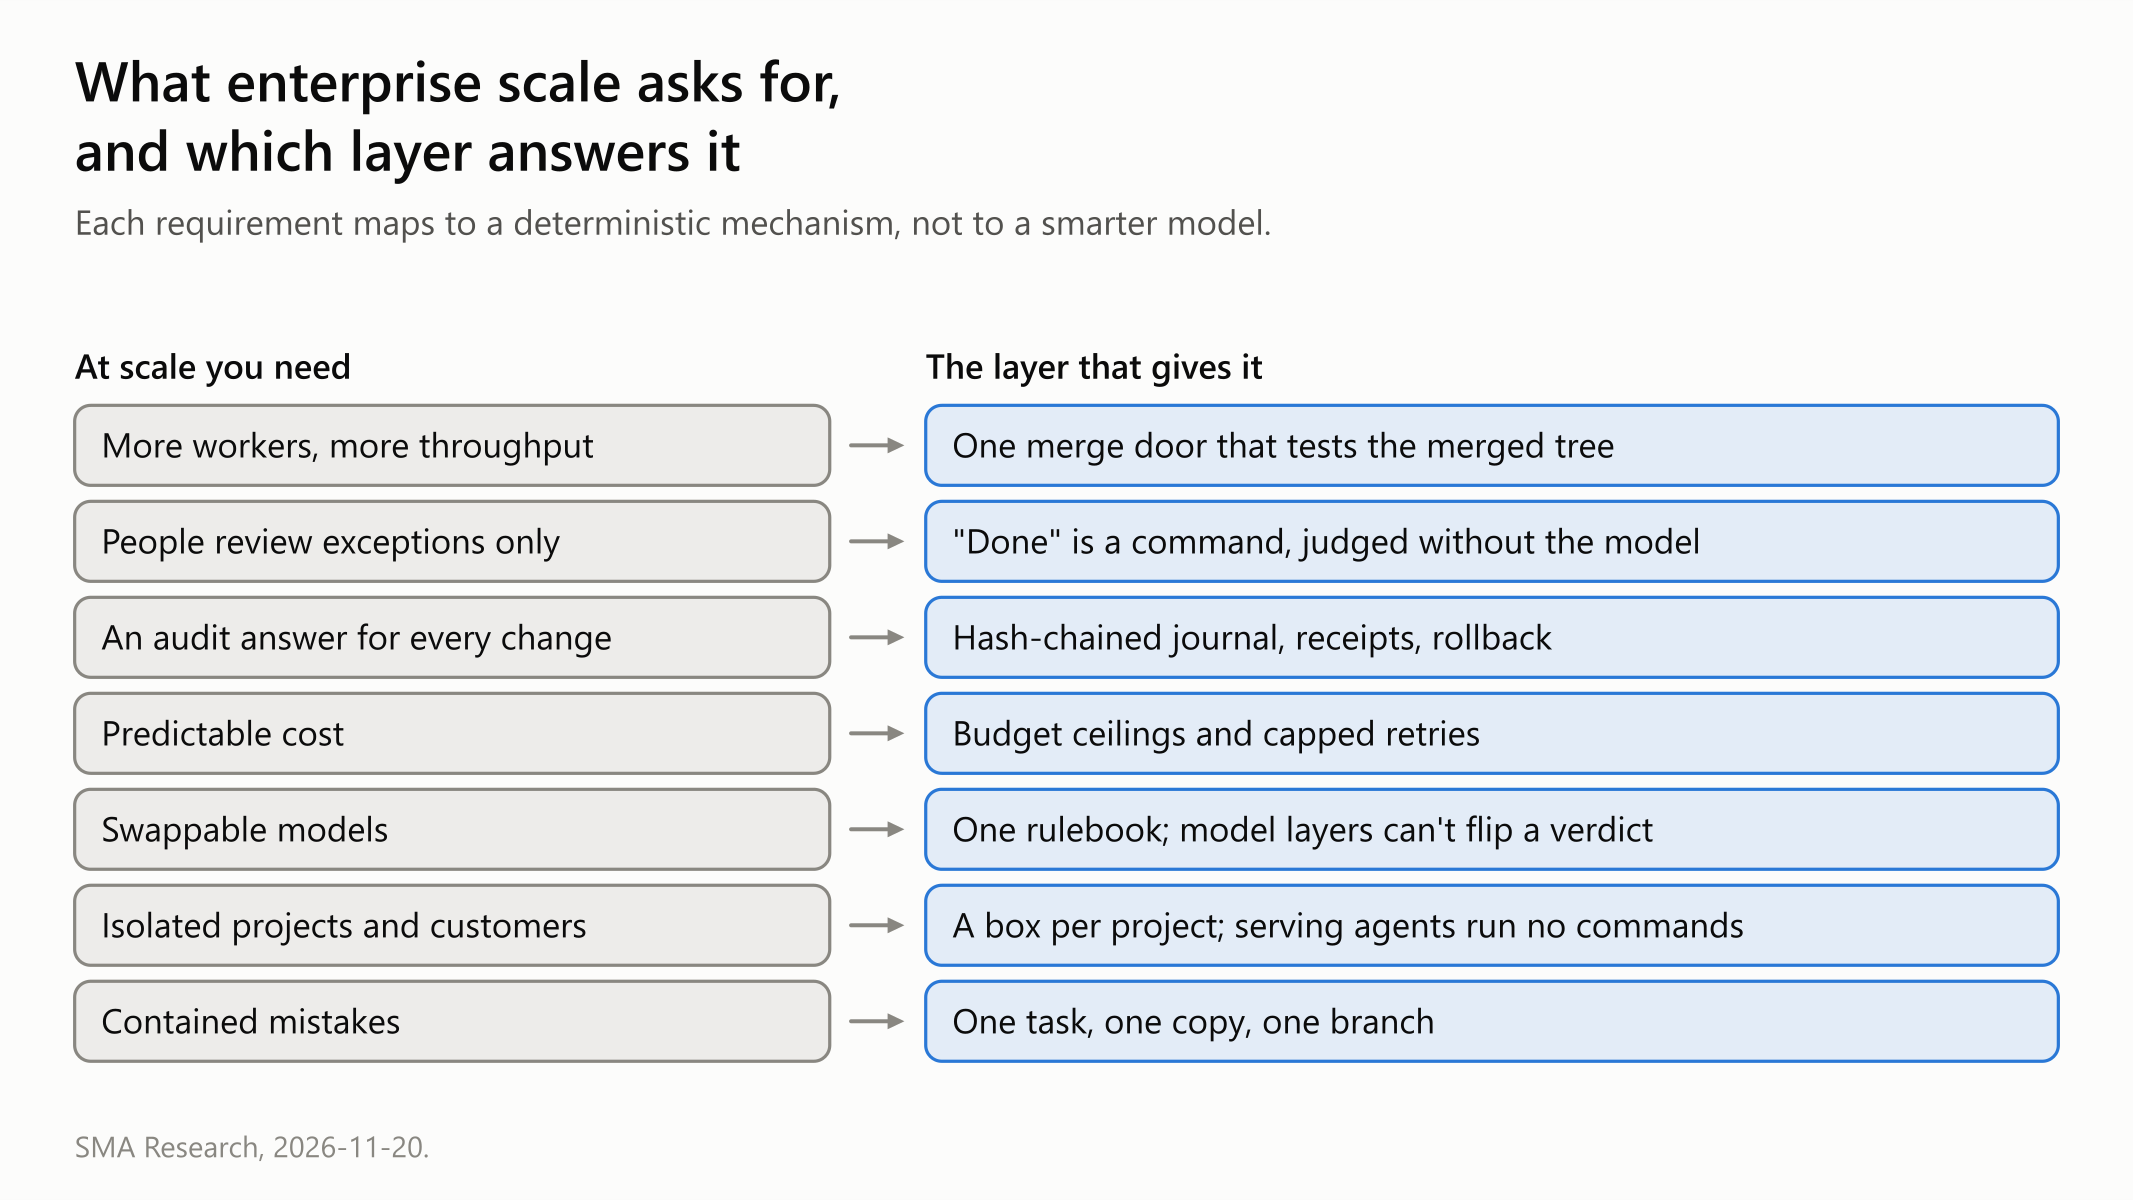 What enterprise scale asks for,
and which layer answers it
Each requirement maps to a deterministic mechanism, not to a smarter model.
At scale you need
The layer that gives it
More workers, more throughput
One merge door that tests the merged tree
People review exceptions only
"Done" is a command, judged without the model
An audit answer for every change
Hash-chained journal, receipts, rollback
Predictable cost
Budget ceilings and capped retries
Swappable models
One rulebook; model layers can't flip a verdict
Isolated projects and customers
A box per project; serving agents run no commands
Contained mistakes
One task, one copy, one branch
SMA Research, 2026-11-20.